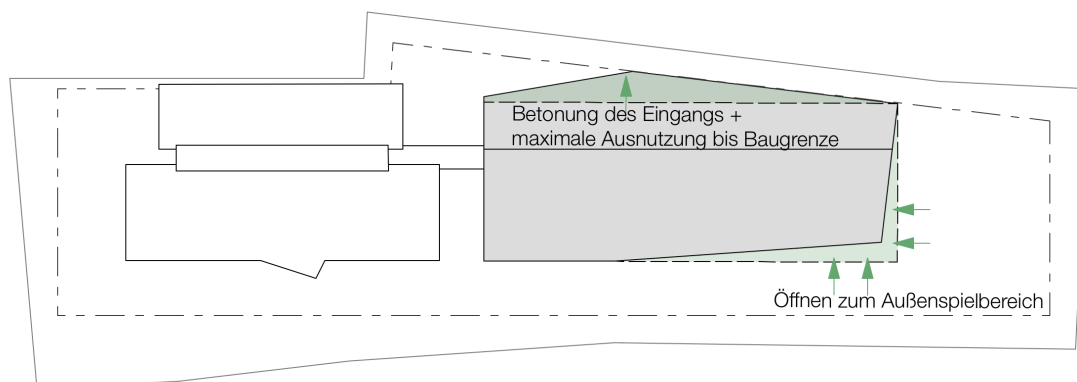 Betonung des Eingangs +
maximale Ausnutzung bis Baugrenze
Öffnen zum Außenspielbereich